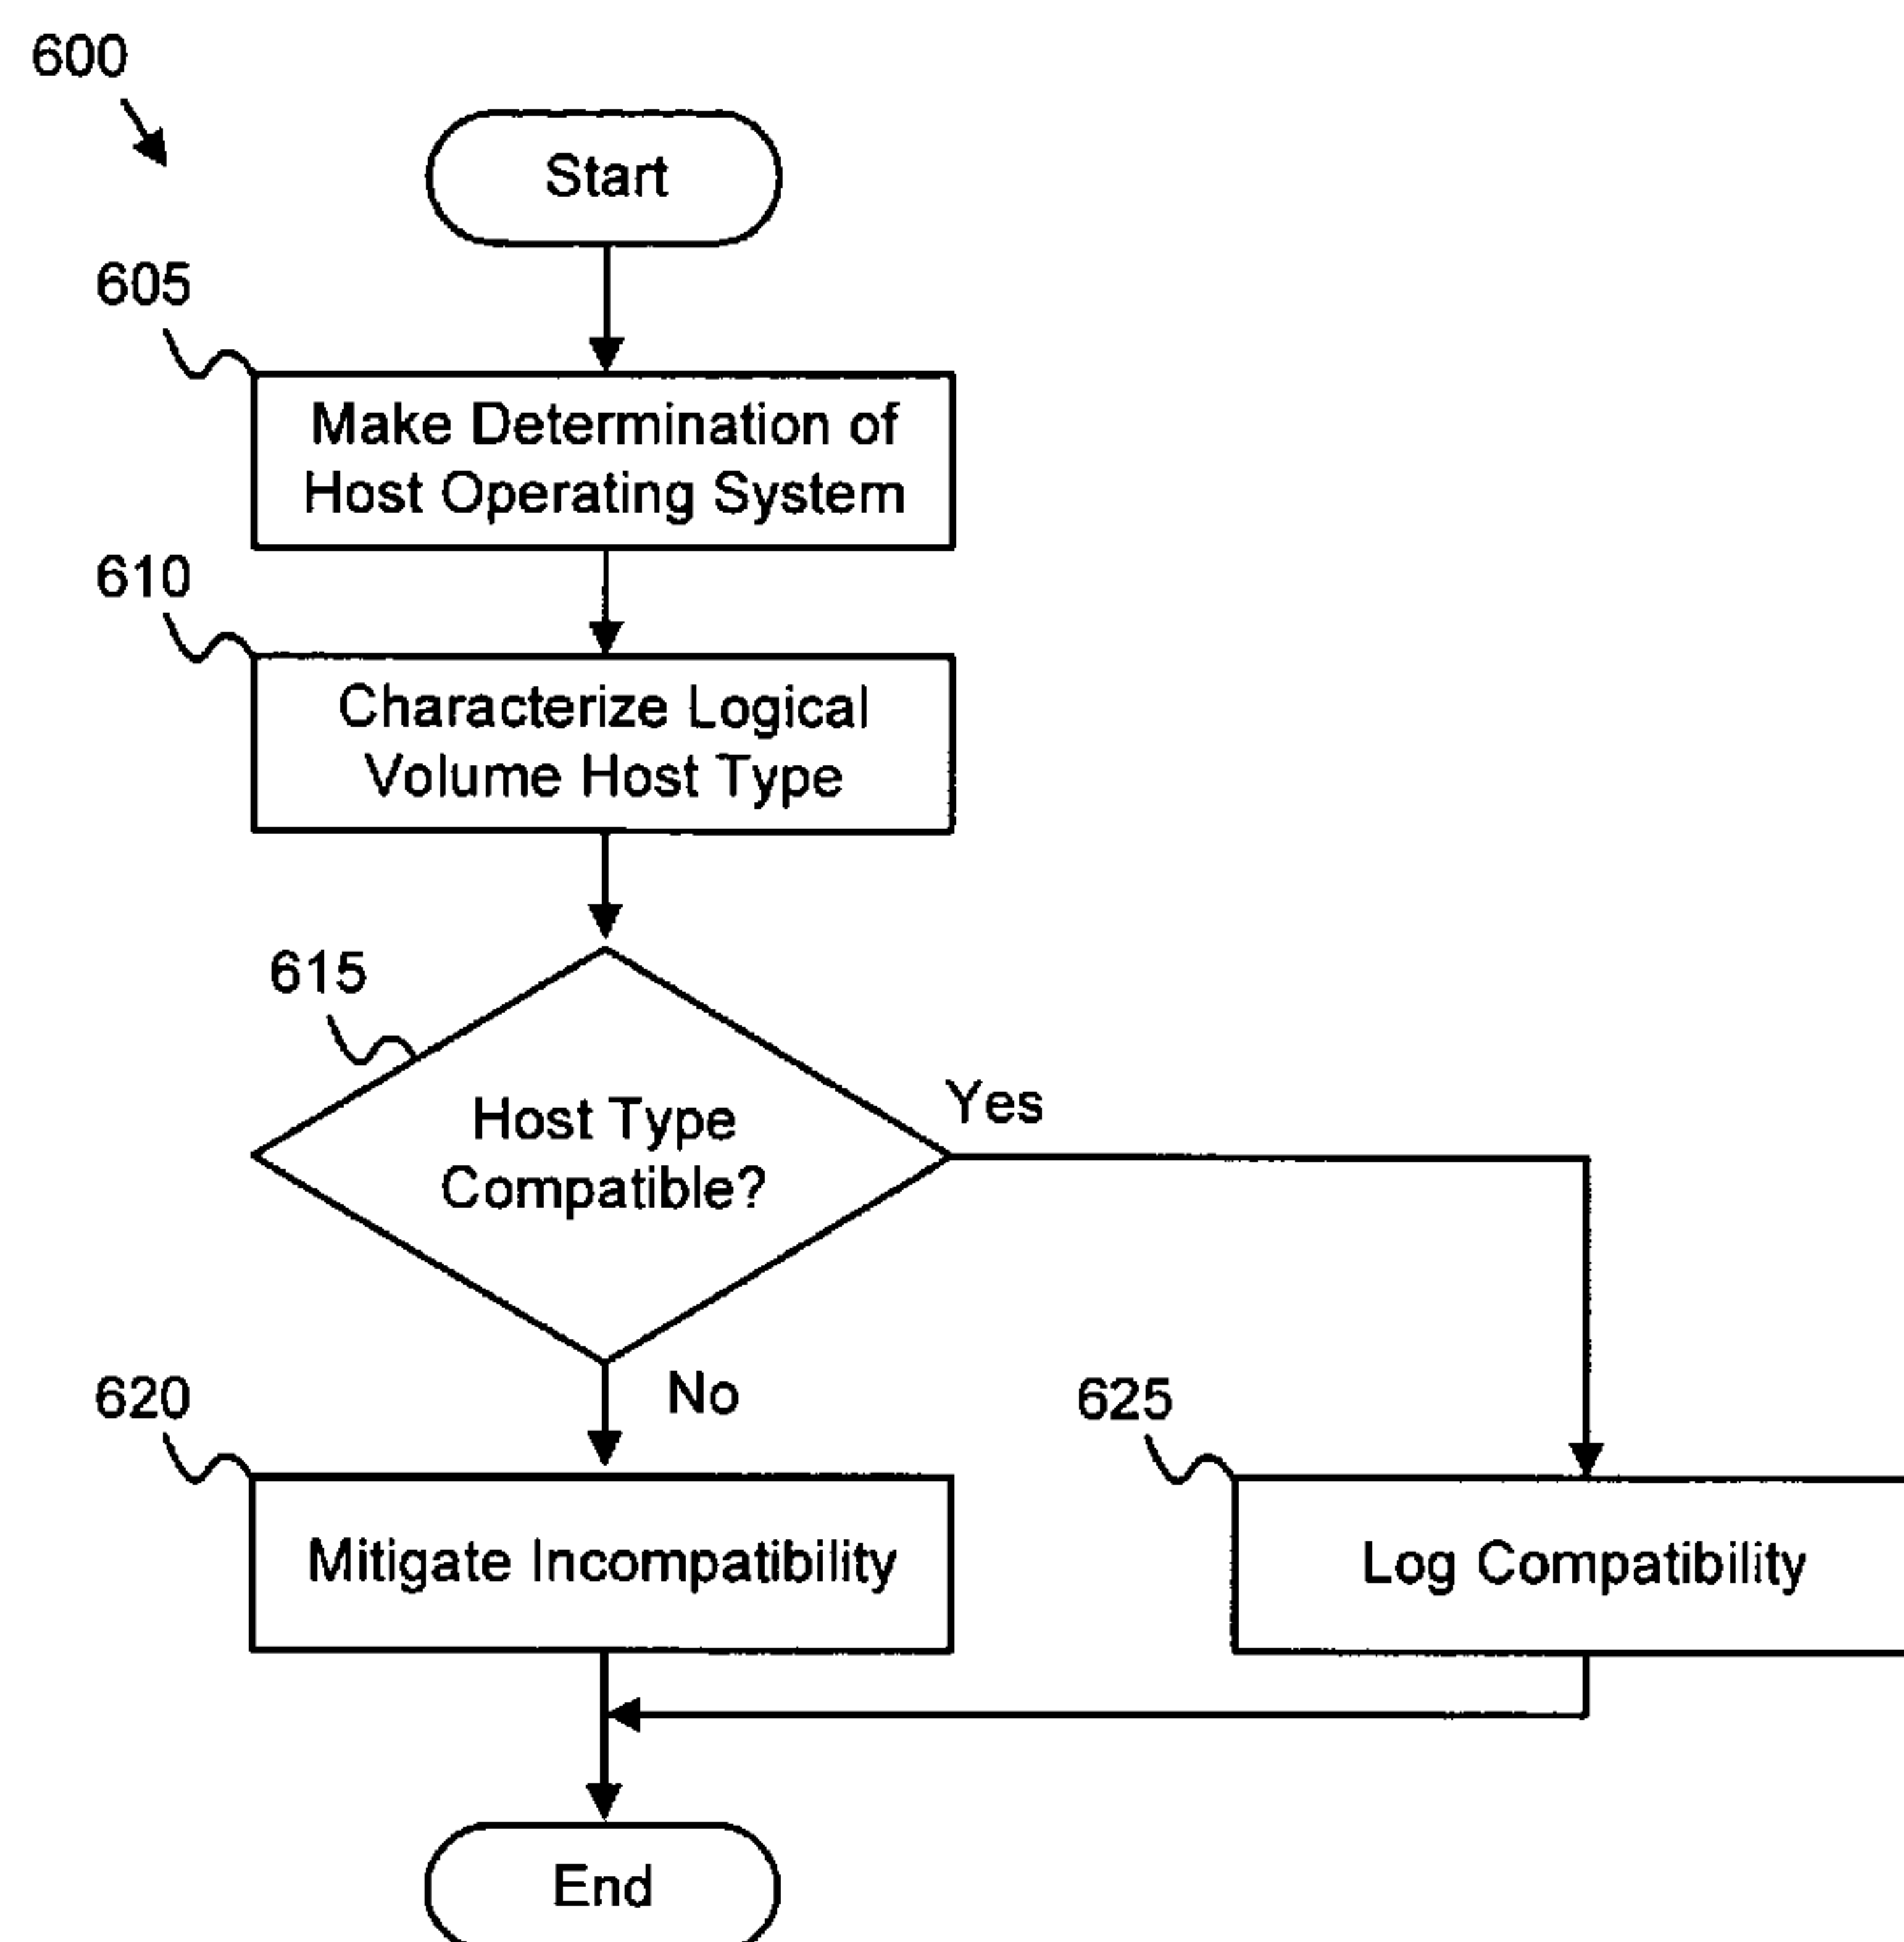 600
Start
605
Make Determination of
Host Operating System
610
Characterize Logical
Volume Host Type
615
Host Type
Compatible?
Yes
No
620
Mitigate Incompatibility
625
Log Compatibility
End